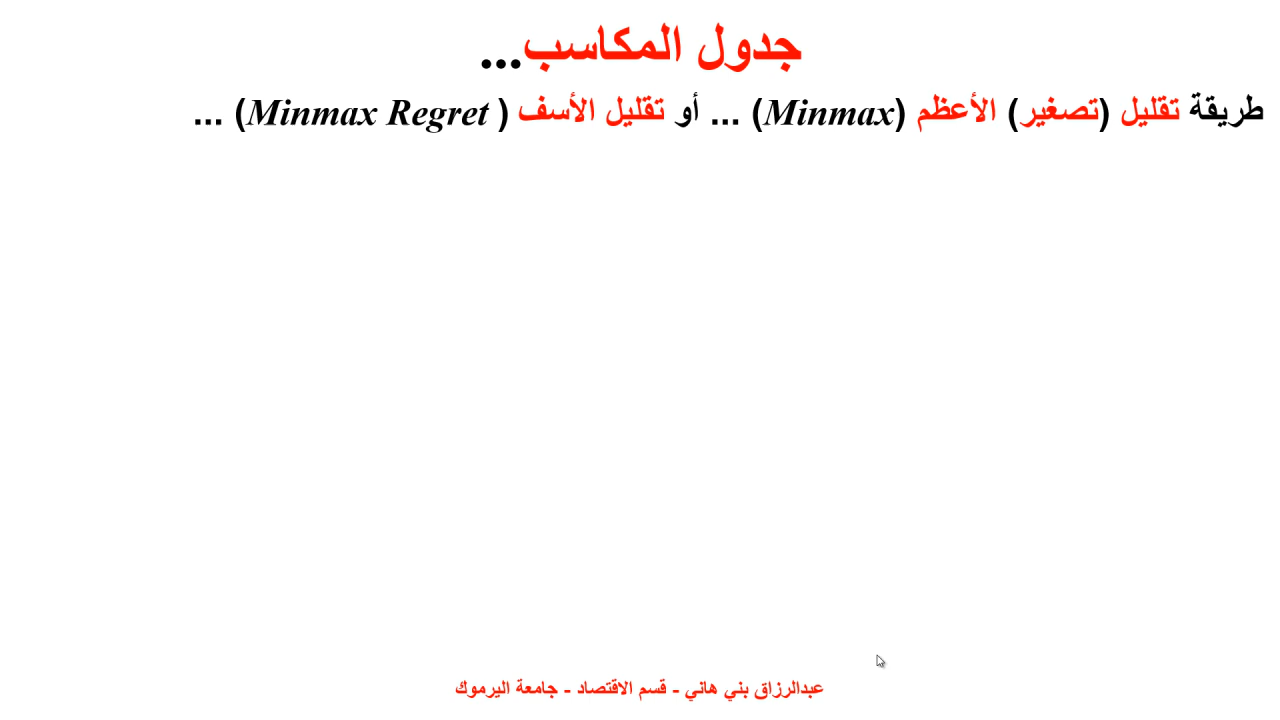 جدول المكاسب...
طريقة تقليل (تصغير) الأعظم (Minmax) ... أو تقليل الأسف ( Minmax Regret) ...
عبدالرزاق بني هاني - قسم الاقتصاد - جامعة اليرموك